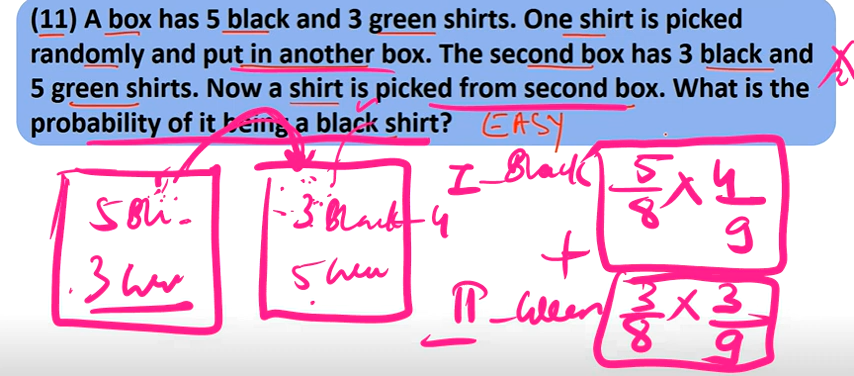 (11) A box has 5 black and 3 green shirts. One shirt is picked
randomly and put in another box. The second box has 3 black and
5 green shirts. Now a shirt is picked from second box. What is the
probability of it being a black shirt? EASY
I Black 5/8 × 4/9
+
II Green 3/8 × 3/9
5 Bl
3
3 Black 4
5